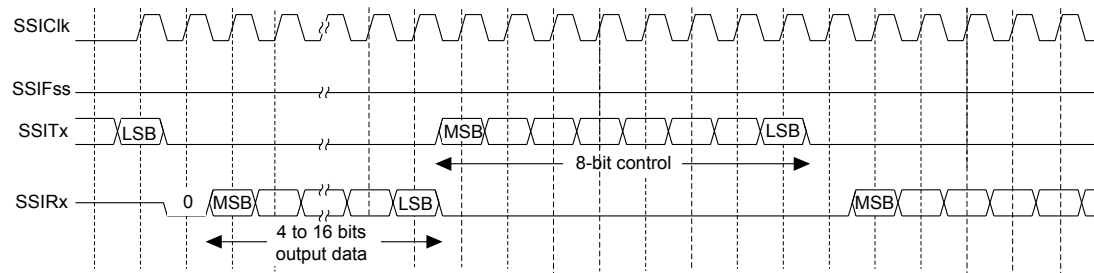 SSIClk
SSIFss
SSITx
LSB
MSB
LSB
8-bit control
SSIRx
0
MSB
LSB
MSB
4 to 16 bits
output data